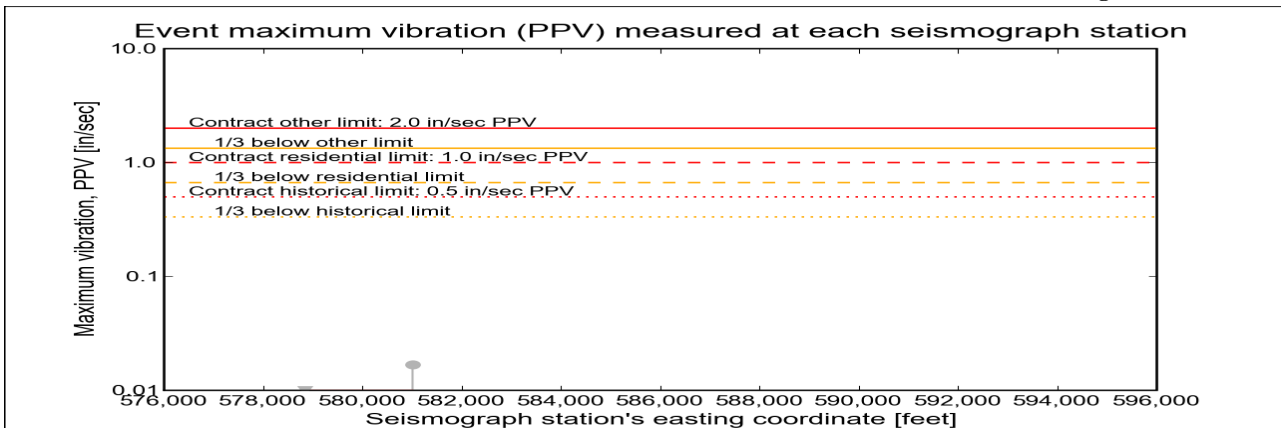 Event maximum vibration (PPV) measured at each seismograph station
Maximum vibration, PPV [in/sec]
10.0
Contract other limit: 2.0 in/sec PPV
1/3 below other limit
1.0
Contract residential limit: 1.0 in/sec PPV
1/3 below residential limit
Contract historical limit; 0.5 in/sec PPV
1/3 below historical limit
0.1
0.01
576,000 578,000 580,000 582,000 584,000 586,000 588,000 590,000 592,000 594,000 596,000
Seismograph station's easting coordinate [feet]